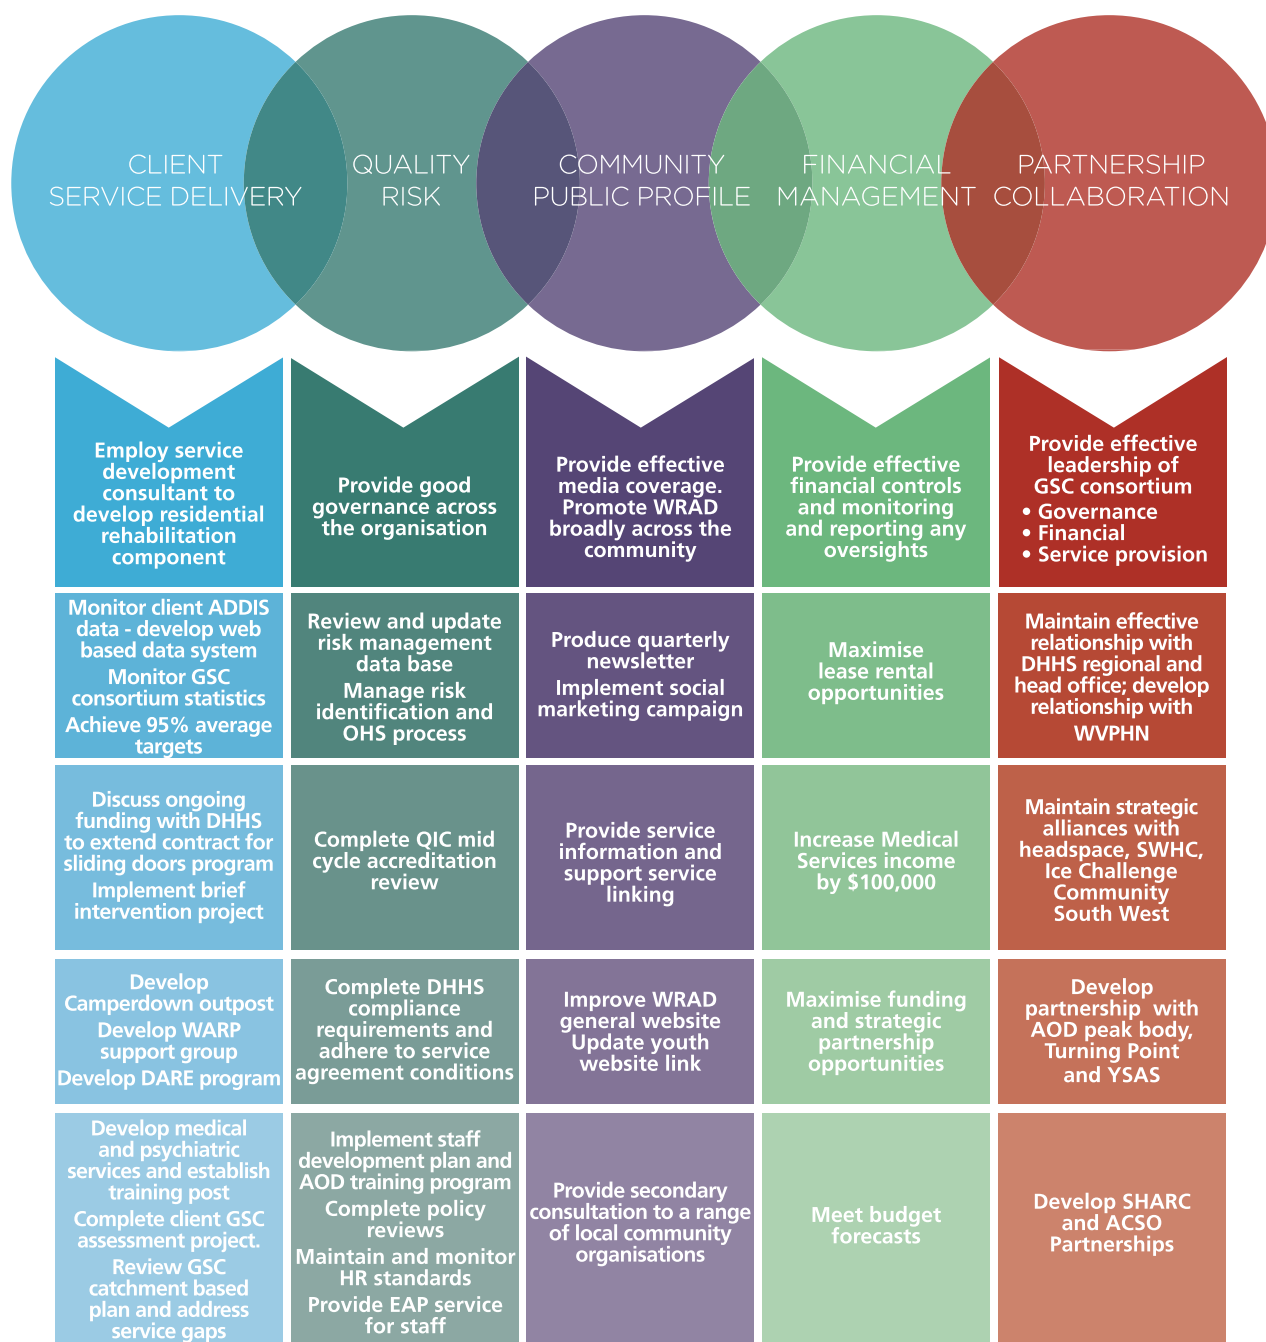 CLIENT
SERVICE DELIVERY
QUALITY
RISK
COMMUNITY
PUBLIC PROFILE
FINANCIAL
MANAGEMENT
PARTNERSHIP
COLLABORATION
Employ service
development
consultant to
develop residential
rehabilitation
component
Provide good
governance across
the organisation
Provide effective
media coverage.
Promote WRAD
broadly across the
community
Provide effective
financial controls
and monitoring
and reporting any
oversights
Provide effective
leadership of
GSC consortium
• Governance
• Financial
• Service provision
Monitor client ADDIS
data - develop web
based data system
Monitor GSC
consortium statistics
Achieve 95% average
targets
Review and update
risk management
data base
Manage risk
identification and
OHS process
Produce quarterly
newsletter
Implement social
marketing campaign
Maximise
lease rental
opportunities
Maintain effective
relationship with
DHHS regional and
head office; develop
relationship with
WVPHN
Discuss ongoing
funding with DHHS
to extend contract for
sliding doors program
Implement brief
intervention project
Complete QIC mid
cycle accreditation
review
Provide service
information and
support service
linking
Increase Medical
Services income
by $100,000
Maintain strategic
alliances with
headspace, SWHC,
Ice Challenge
Community
South West
Develop
Camperdown outpost
Develop WARP
support group
Develop DARE program
Complete DHHS
compliance
requirements and
adhere to service
agreement conditions
Improve WRAD
general website
Update youth
website link
Maximise funding
and strategic
partnership
opportunities
Develop
partnership with
AOD peak body,
Turning Point
and YSAS
Develop medical
and psychiatric
services and establish
training post
Complete client GSC
assessment project.
Review GSC
catchment based
plan and address
service gaps
Implement staff
development plan and
AOD training program
Complete policy
reviews
Maintain and monitor
HR standards
Provide EAP service
for staff
Provide secondary
consultation to a range
of local community
organisations
Meet budget
forecasts
Develop SHARC
and ACSO
Partnerships